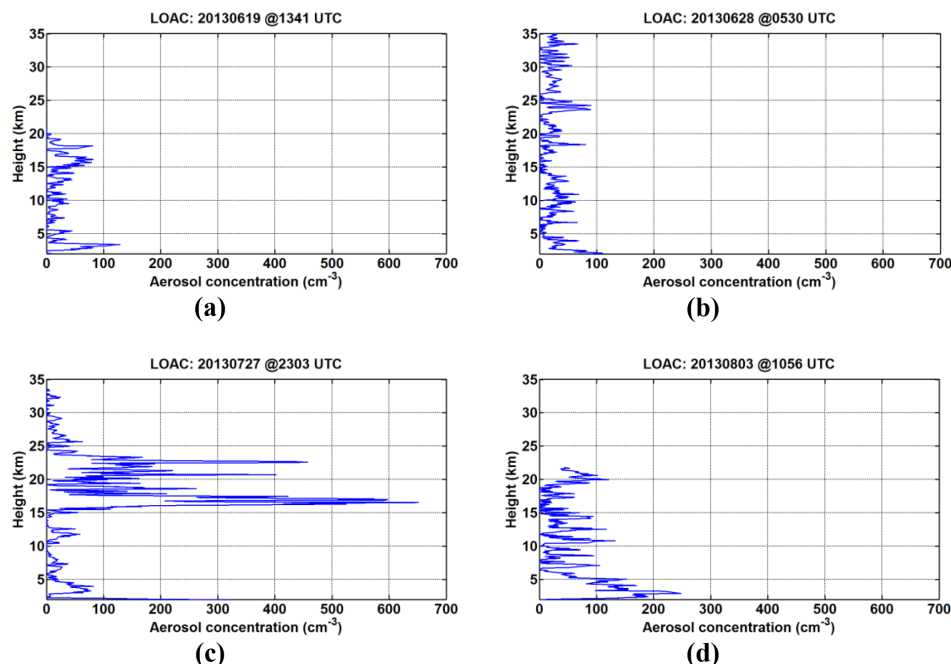 LOAC: 20130619 @1341 UTC
35
30
25
20
15
10
5
Height (km)
0 100 200 300 400 500 600 700
Aerosol concentration (cm⁻³)
(a)
LOAC: 20130628 @0530 UTC
35
30
25
20
15
10
5
Height (km)
0 100 200 300 400 500 600 700
Aerosol concentration (cm⁻³)
(b)
LOAC: 20130727 @2303 UTC
35
30
25
20
15
10
5
Height (km)
0 100 200 300 400 500 600 700
Aerosol concentration (cm⁻³)
(c)
LOAC: 20130803 @1056 UTC
35
30
25
20
15
10
5
Height (km)
0 100 200 300 400 500 600 700
Aerosol concentration (cm⁻³)
(d)